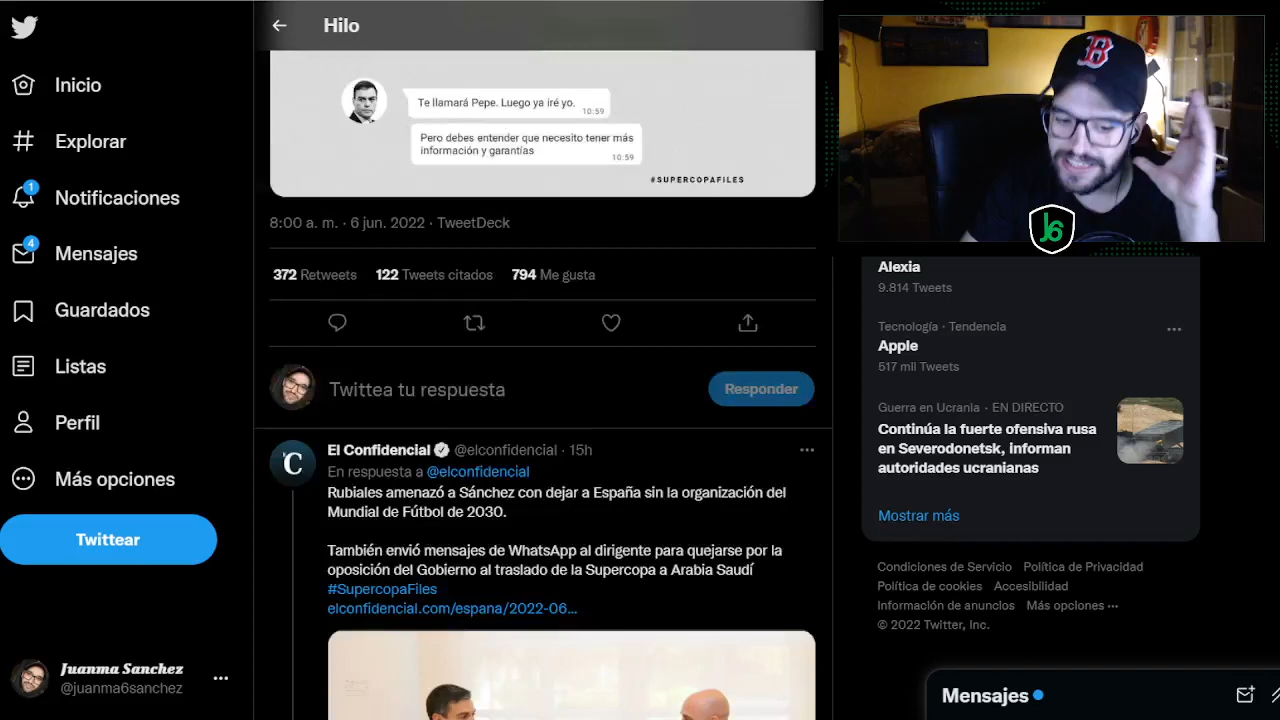 Inicio
Explorar
1
Notificaciones
4
Mensajes
Guardados
Listas
Perfil
Más opciones
Twittear
Juanma Sanchez
@juanma6sanchez
Hilo
Te llamará Pepe. Luego ya iré yo.
10:59
Pero debes entender que necesito tener más
información y garantías
10:59
#SUPERCOPAFILES
8:00 a. m. · 6 jun. 2022 · TweetDeck
372 Retweets 122 Tweets citados 794 Me gusta
Twittea tu respuesta
Responder
El Confidencial @elconfidencial · 15h
En respuesta a @elconfidencial
Rubiales amenazó a Sánchez con dejar a España sin la organización del
Mundial de Fútbol de 2030.
También envió mensajes de WhatsApp al dirigente para quejarse por la
oposición del Gobierno al traslado de la Supercopa a Arabia Saudí
#SupercopaFiles
elconfidencial.com/espana/2022-06...
B
J6
Alexia
9.814 Tweets
Tecnología · Tendencia
Apple
517 mil Tweets
Guerra en Ucrania · EN DIRECTO
Continúa la fuerte ofensiva rusa
en Severodonetsk, informan
autoridades ucranianas
Mostrar más
Condiciones de Servicio Política de Privacidad
Política de cookies Accesibilidad
Información de anuncios Más opciones ···
© 2022 Twitter, Inc.
Mensajes